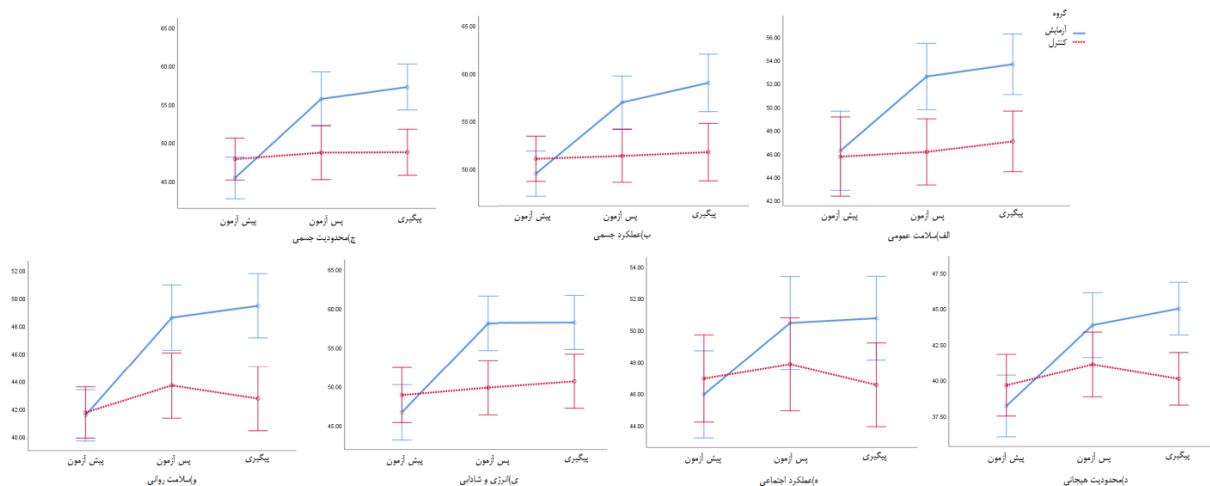 گروه
آزمایش
کنترل
65.00
60.00
55.00
50.00
45.00
پیش آزمون
پس آزمون
پیگیری
چ)محدودیت جسمی
65.00
60.00
55.00
50.00
پیش آزمون
پس آزمون
پیگیری
ب)عملکرد جسمی
56.00
54.00
52.00
50.00
48.00
46.00
44.00
42.00
پیش آزمون
پس آزمون
پیگیری
الف)سلامت عمومی
52.00
50.00
48.00
46.00
44.00
42.00
40.00
پیش آزمون
پس آزمون
پیگیری
و)سلامت روانی
65.00
60.00
55.00
50.00
45.00
پیش آزمون
پس آزمون
پیگیری
ی)انرژی و شادابی
54.00
52.00
50.00
48.00
46.00
44.00
پیش آزمون
پس آزمون
پیگیری
ه)عملکرد اجتماعی
47.50
45.00
42.50
40.00
37.50
پیش آزمون
پس آزمون
پیگیری
د)محدودیت هیجانی